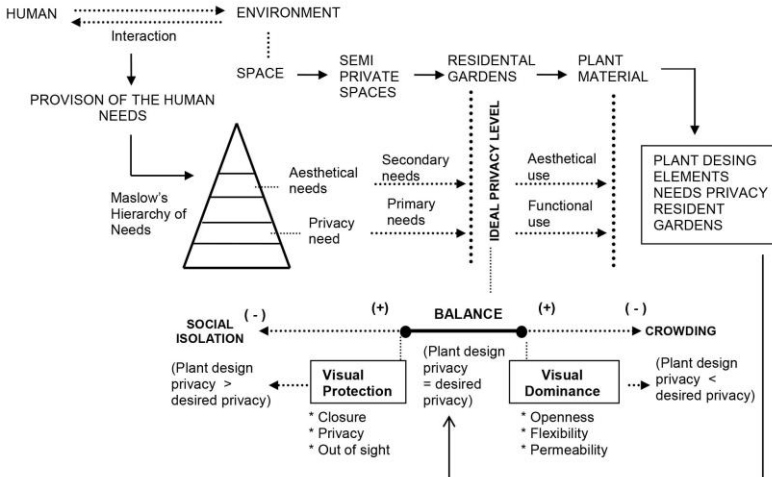 HUMAN
ENVIRONMENT
Interaction
SPACE
SEMI
PRIVATE
SPACES
RESIDENTAL
GARDENS
PLANT
MATERIAL
PROVISON OF THE HUMAN
NEEDS
Maslow's
Hierarchy of
Needs
Aesthetical
needs
Secondary
needs
Privacy
need
Primary
needs
IDEAL PRIVACY LEVEL
Aesthetical
use
Functional
use
PLANT DESING
ELEMENTS
NEEDS PRIVACY
RESIDENT
GARDENS
SOCIAL
ISOLATION
(-)
(+)
BALANCE
(+)
(-)
CROWDING
(Plant design
privacy >
desired privacy)
Visual
Protection
* Closure
* Privacy
* Out of sight
(Plant design
privacy
= desired
privacy)
Visual
Dominance
* Openness
* Flexibility
* Permeability
(Plant design
privacy <
desired privacy)